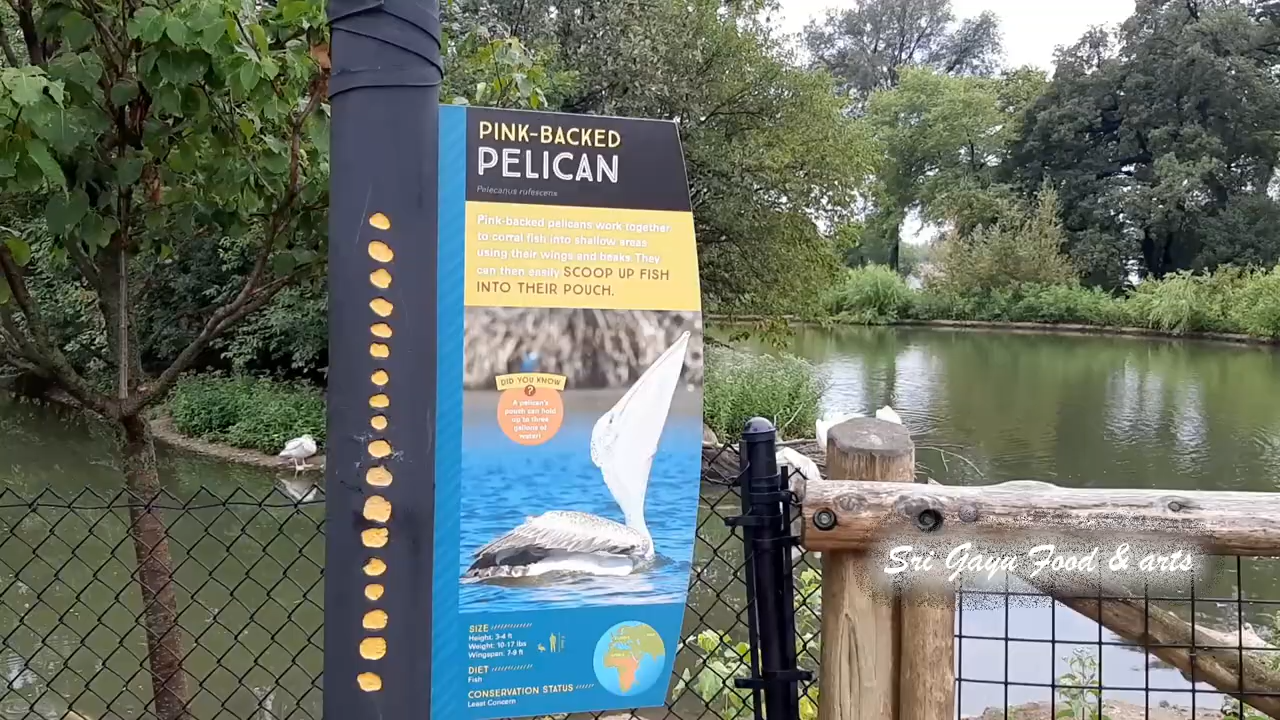 PINK-BACKED
PELICAN
Pelecanus rufescens
Pink-backed pelicans work together
to corral fish into shallow areas
using their wings and beaks. They
can then easily SCOOP UP FISH
INTO THEIR POUCH.
DID YOU KNOW
?
A pelican's
pouch can hold
up to three
gallons of
water!
SIZE
Height: 3-4 ft
Weight: 10-17 lbs
Wingspan: 7-9 ft
DIET
Fish
CONSERVATION STATUS
Least Concern
Sri Gaya Food & arts